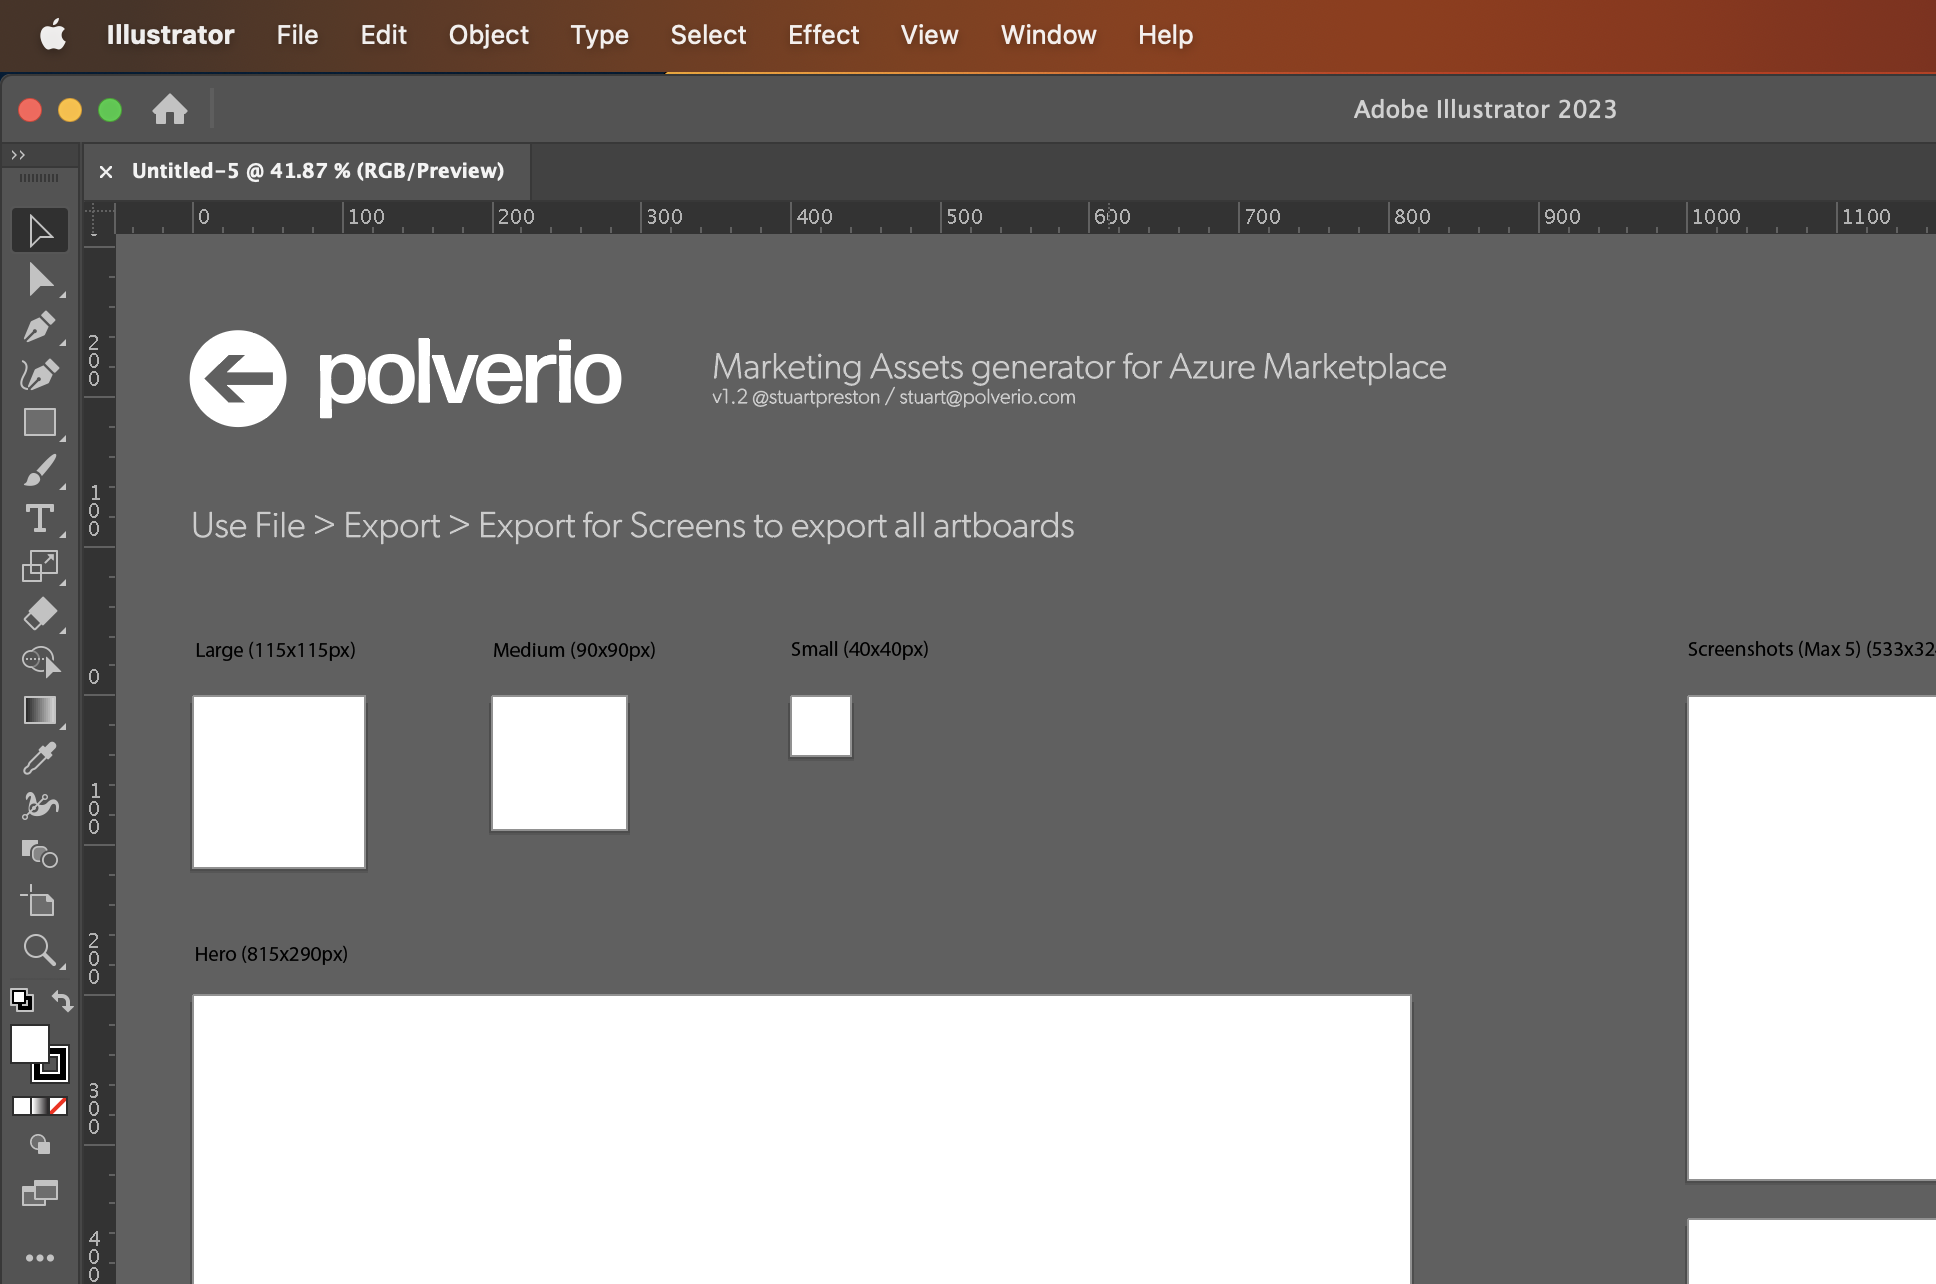 Illustrator File Edit Object Type Select Effect View Window Help
Adobe Illustrator 2023
>>
× Untitled-5 @ 41.87 % (RGB/Preview)
0 100 200 300 400 500 600 700 800 900 1000 1100
200
polverio
Marketing Assets generator for Azure Marketplace
v1.2 @stuartpreston / stuart@polverio.com
100
Use File > Export > Export for Screens to export all artboards
0
Large (115x115px) Medium (90x90px) Small (40x40px) Screenshots (Max 5) (533x32
100
200
Hero (815x290px)
300
400